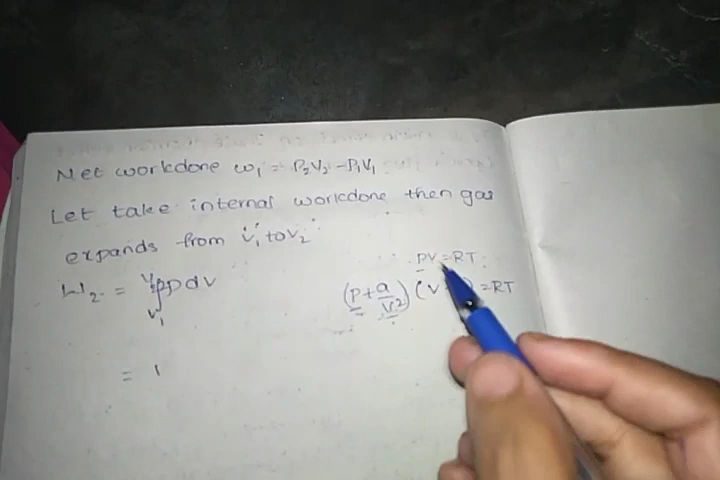 Net workdone W₁ = P₂V₂ - P₁V₁
Let take internal workdone then gas
expands from V₁ to V₂
PV = RT
W₂ = ∫ p dv
V₁
(P + a/V²) (V = RT
=